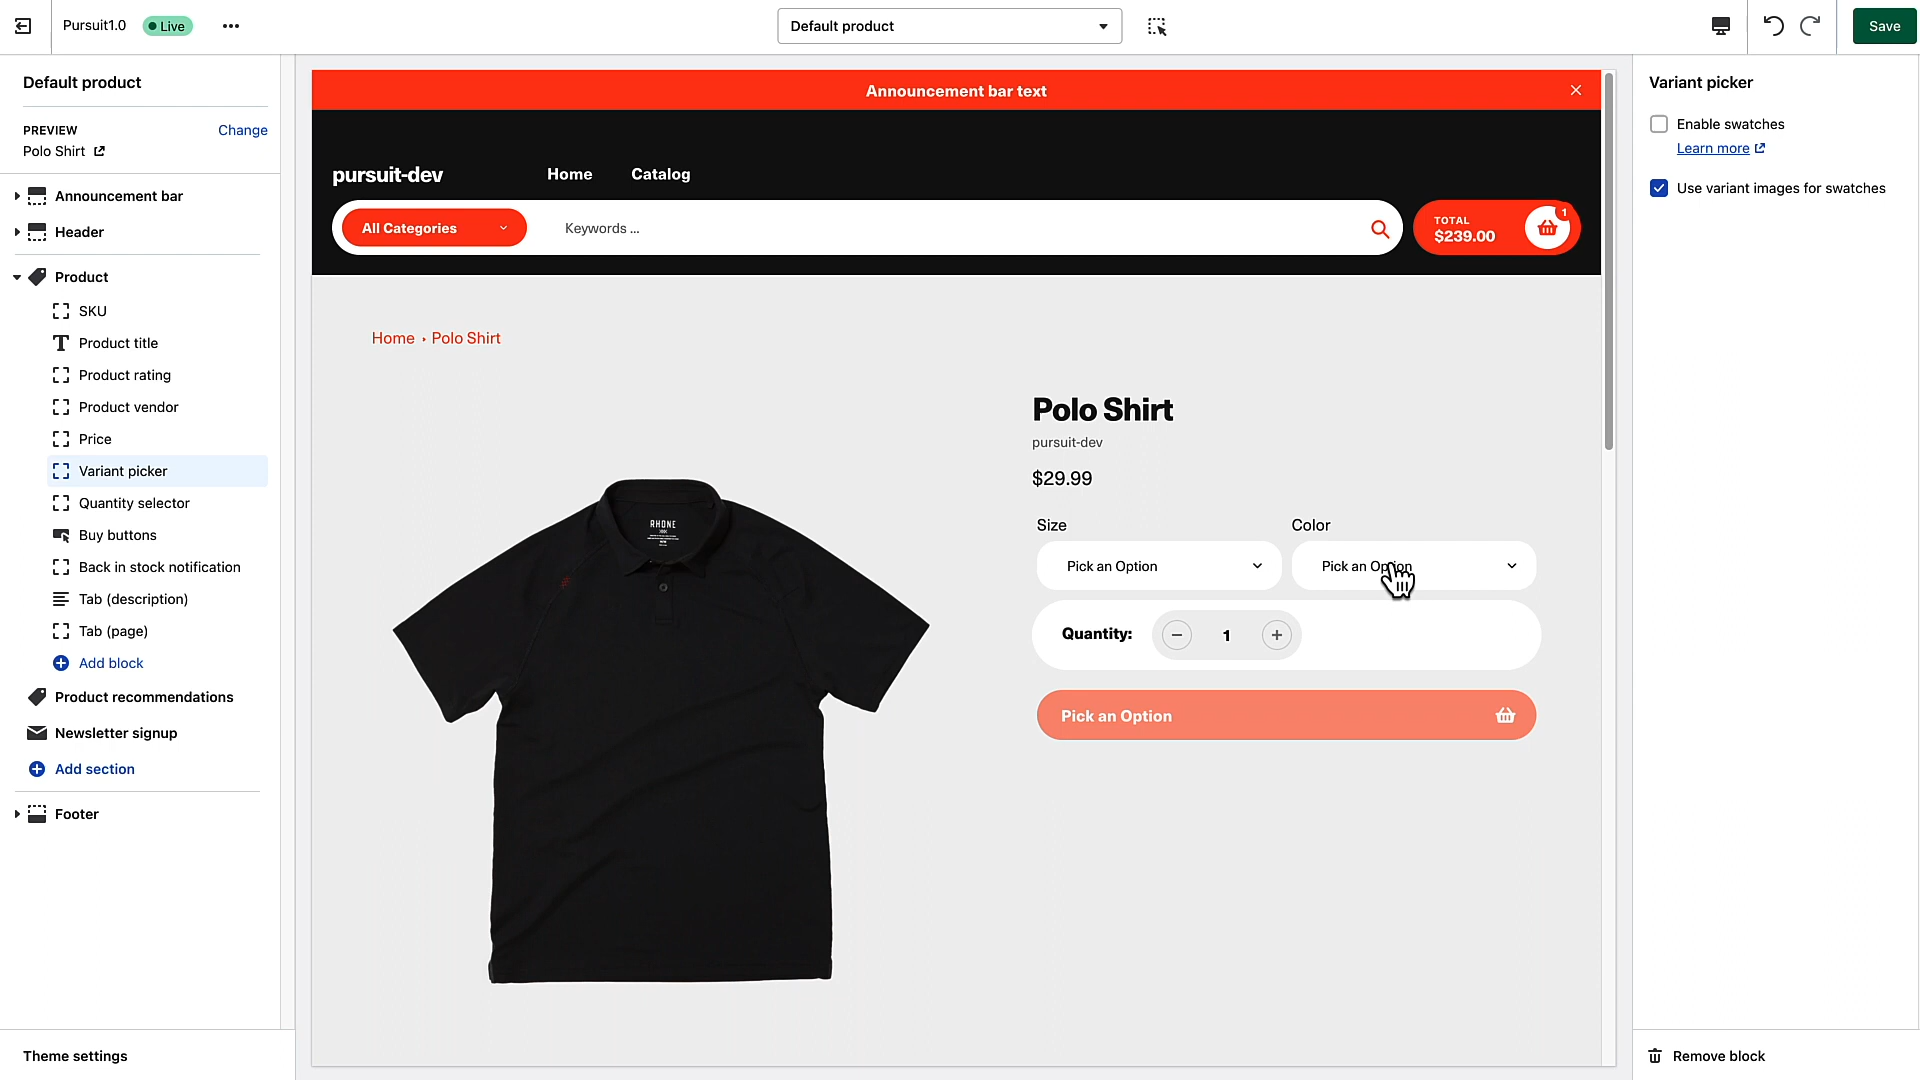 Pursuit1.0
Live
Default product
Save
Default product
PREVIEW
Change
Polo Shirt
Announcement bar
Header
Product
SKU
Product title
Product rating
Product vendor
Price
Variant picker
Quantity selector
Buy buttons
Back in stock notification
Tab (description)
Tab (page)
Add block
Product recommendations
Newsletter signup
Add section
Footer
Theme settings
Announcement bar text
pursuit-dev
Home
Catalog
All Categories
Keywords ...
TOTAL
$239.00
1
Home
Polo Shirt
RHONE
Polo Shirt
pursuit-dev
$29.99
Size
Color
Pick an Option
Pick an Option
Quantity:
1
Pick an Option
Variant picker
Enable swatches
Learn more
Use variant images for swatches
Remove block